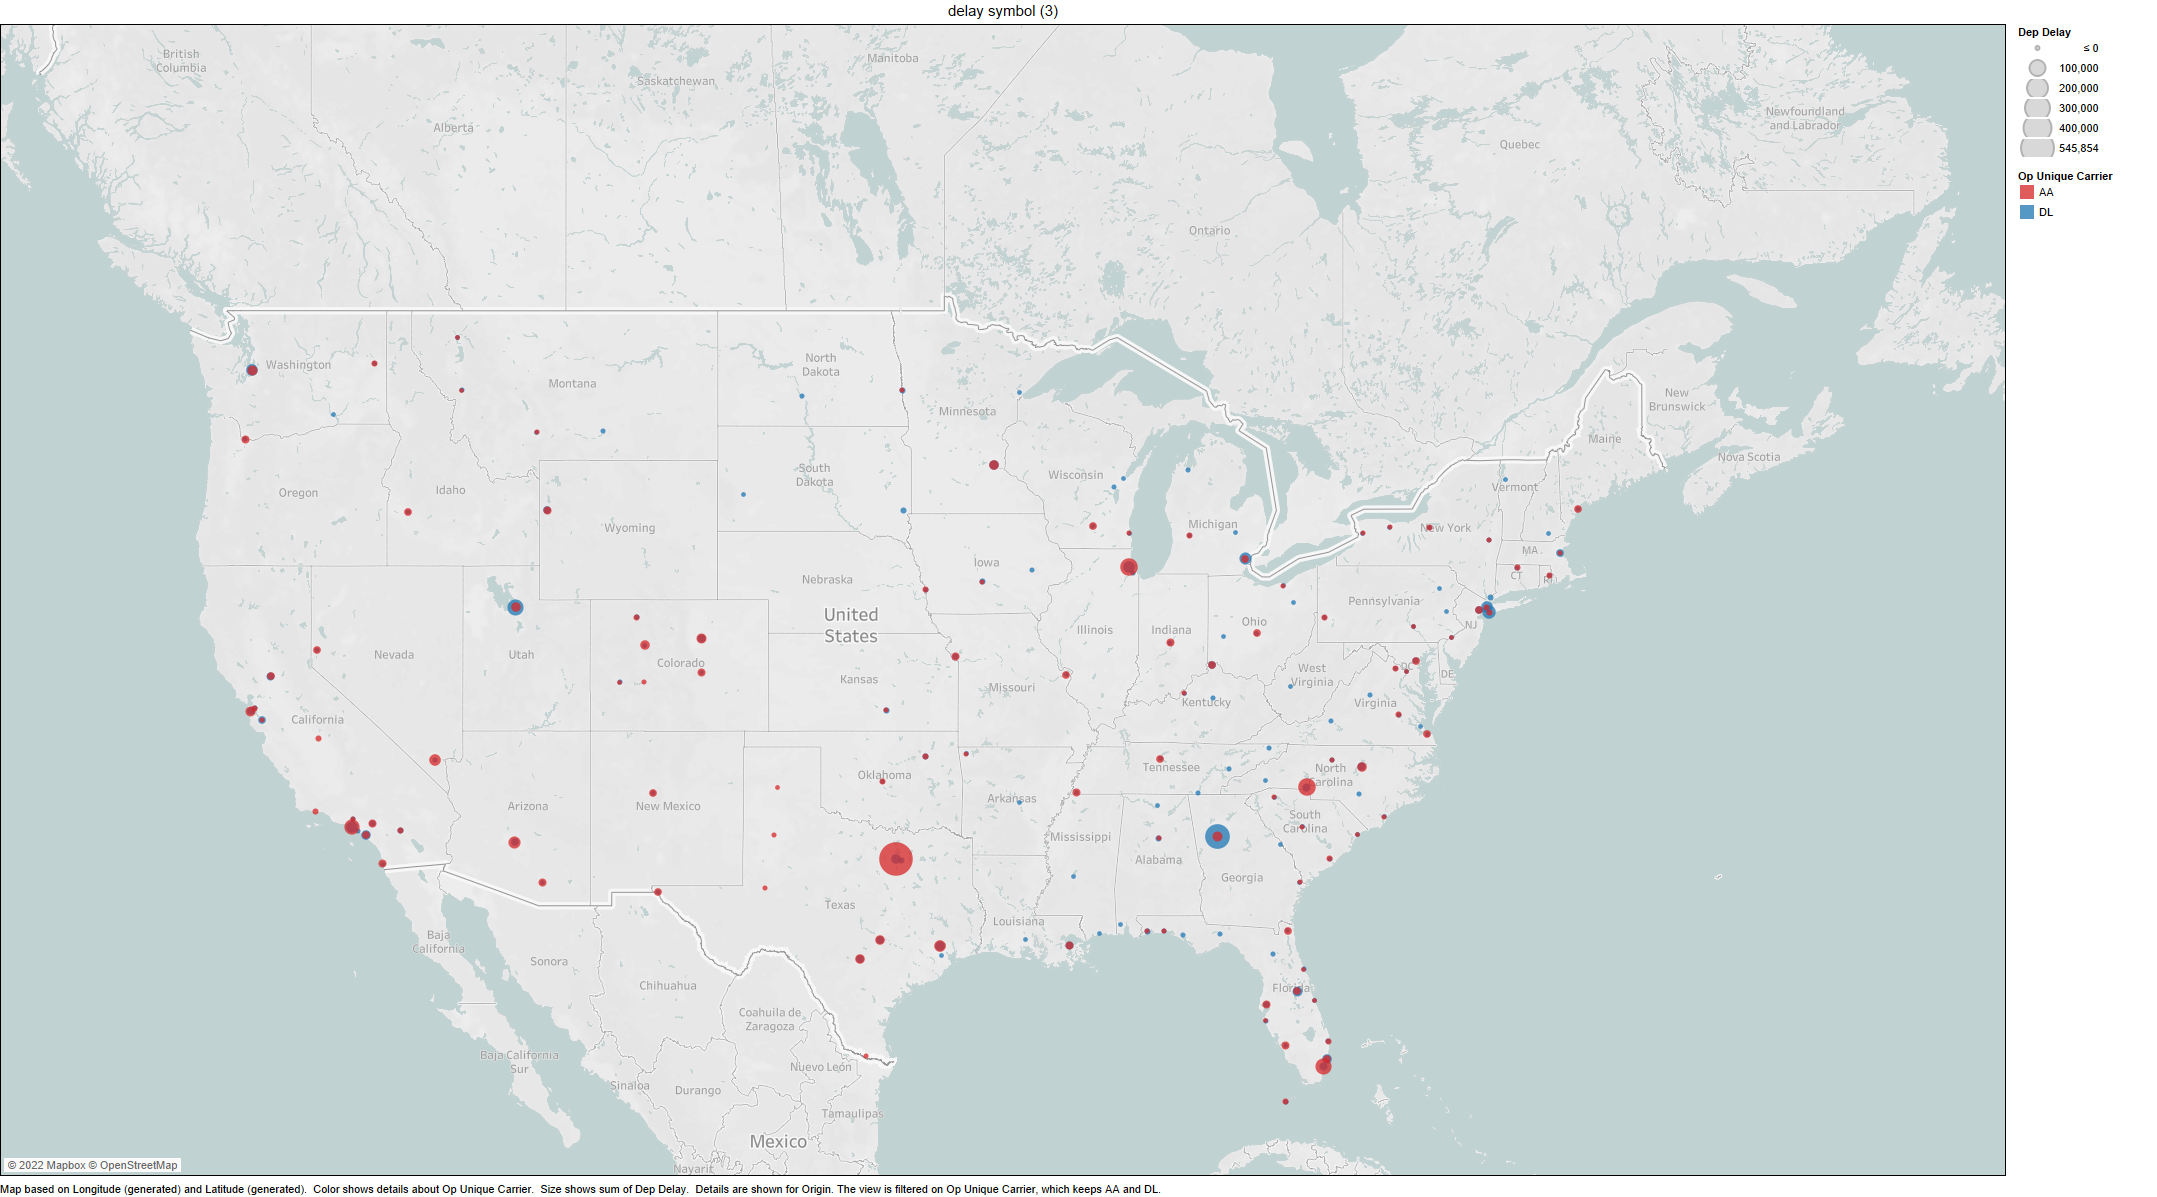 delay symbol (3)
Dep Delay
≤ 0
100,000
200,000
300,000
400,000
545,854
Op Unique Carrier
AA
DL
British
Columbia
Alberta
Saskatchewan
Manitoba
Ontario
Quebec
Newfoundland
and Labrador
New
Brunswick
Nova Scotia
Maine
Washington
Montana
North
Dakota
Minnesota
Oregon
Idaho
Wyoming
South
Dakota
Wisconsin
Michigan
Vermont
New York
MA
CT
RI
Nevada
Utah
Colorado
Nebraska
Iowa
United
States
Illinois
Indiana
Ohio
Pennsylvania
NJ
DC
DE
California
Kansas
Missouri
Kentucky
West
Virginia
Virginia
Arizona
New Mexico
Oklahoma
Arkansas
Tennessee
North
Carolina
South
Carolina
Mississippi
Alabama
Georgia
Texas
Louisiana
Florida
Baja
California
Sonora
Chihuahua
Coahuila de
Zaragoza
Baja California
Sur
Sinaloa
Durango
Nuevo León
Tamaulipas
Mexico
Nayarit
© 2022 Mapbox © OpenStreetMap
Map based on Longitude (generated) and Latitude (generated).  Color shows details about Op Unique Carrier.  Size shows sum of Dep Delay.  Details are shown for Origin. The view is filtered on Op Unique Carrier, which keeps AA and DL.